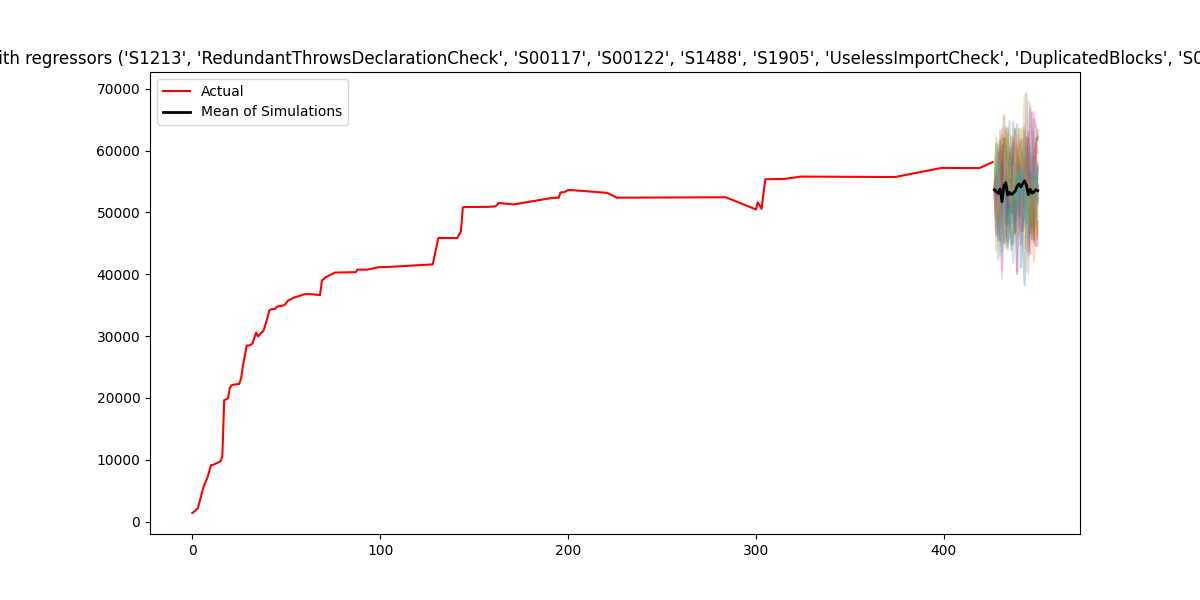 ith regressors ('S1213', 'RedundantThrowsDeclarationCheck', 'S00117', 'S00122', 'S1488', 'S1905', 'UselessImportCheck', 'DuplicatedBlocks', 'S0
Actual
Mean of Simulations
70000
60000
50000
40000
30000
20000
10000
0
0 100 200 300 400